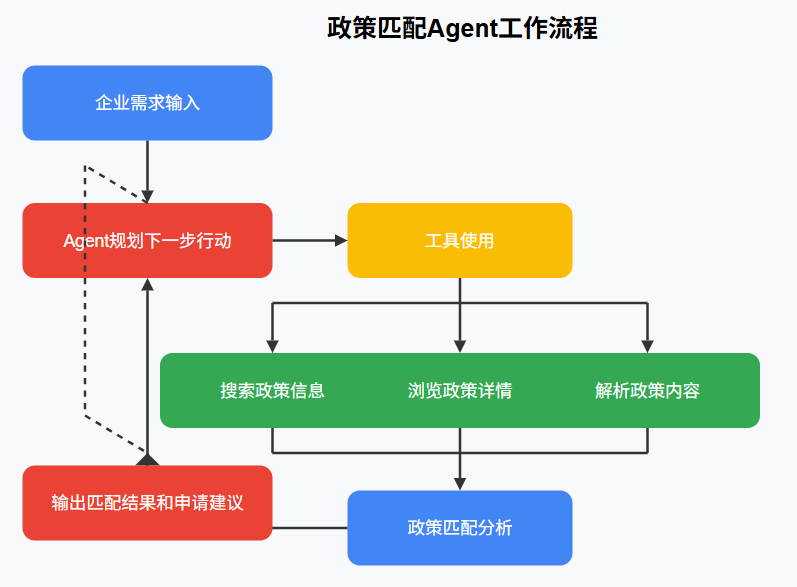 政策匹配Agent工作流程
企业需求输入
Agent规划下一步行动
工具使用
搜索政策信息
浏览政策详情
解析政策内容
输出匹配结果和申请建议
政策匹配分析